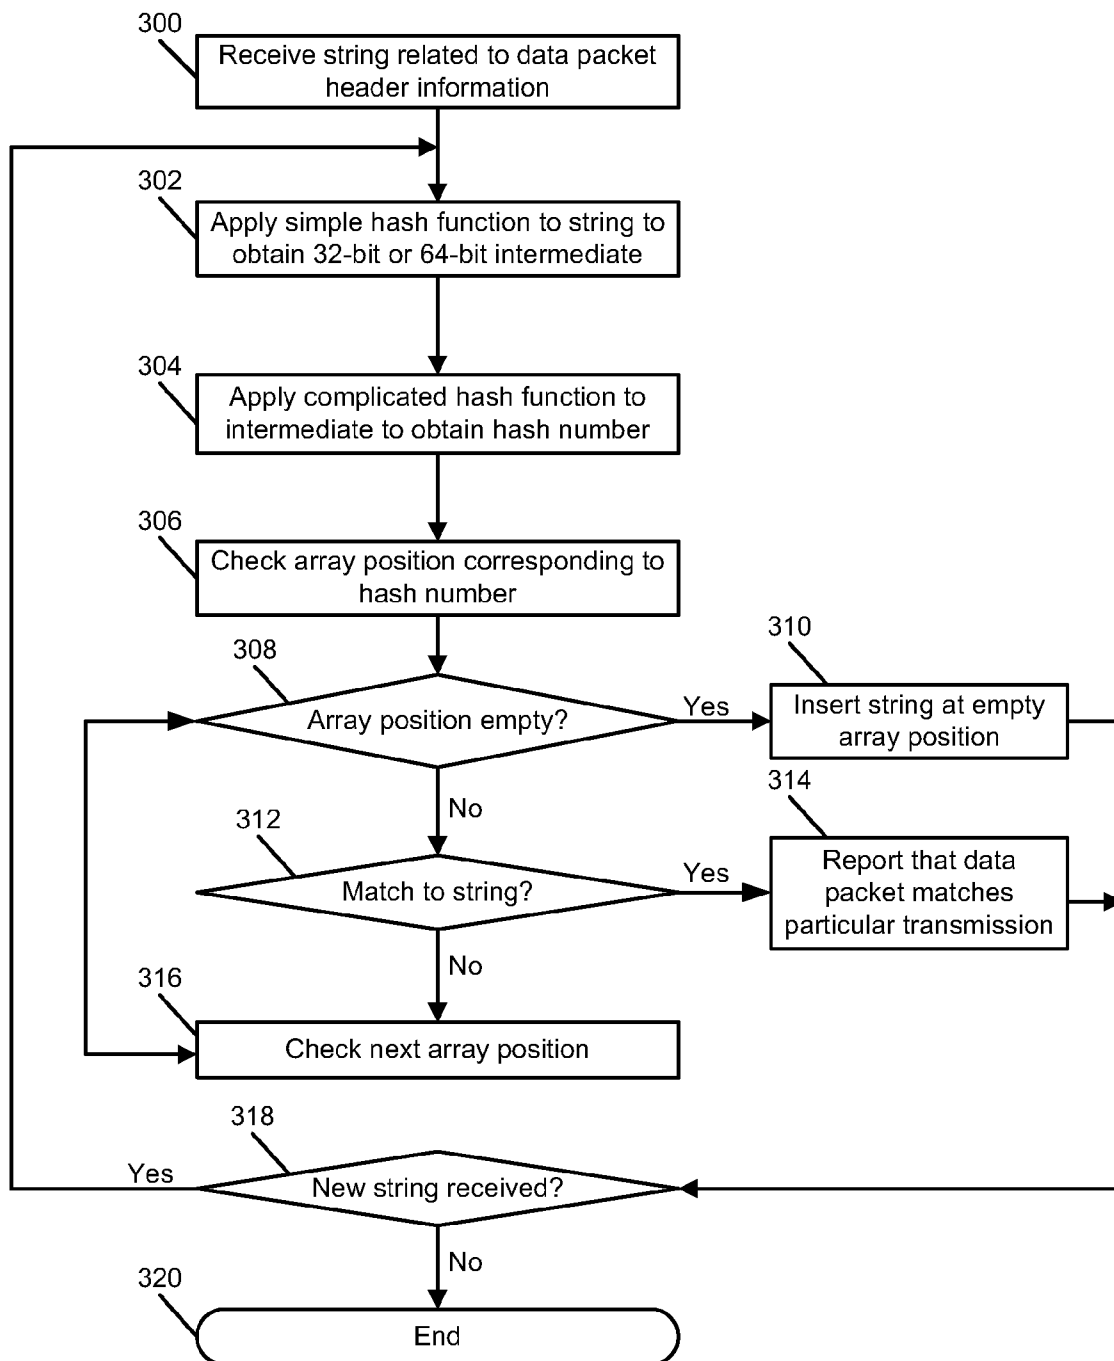 300
Receive string related to data packet
header information
302
Apply simple hash function to string to
obtain 32-bit or 64-bit intermediate
304
Apply complicated hash function to
intermediate to obtain hash number
306
Check array position corresponding to
hash number
308
Array position empty?
Yes
310
Insert string at empty
array position
No
312
Match to string?
Yes
314
Report that data
packet matches
particular transmission
No
316
Check next array position
318
Yes
New string received?
No
320
End